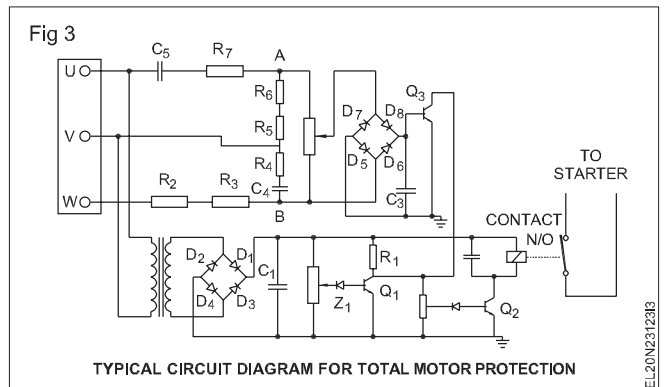 Fig 3
C5 R7 A
U
R6
Q3
D7 D8
R5
V
R4
D5 D6
TO
STARTER
R2 R3 C4 C3
W
B
CONTACT
N/O
D2 D1 C1 R1
D4 D3
Z1 Q1 Q2
TYPICAL CIRCUIT DIAGRAM FOR TOTAL MOTOR PROTECTION
EL20N23123I3